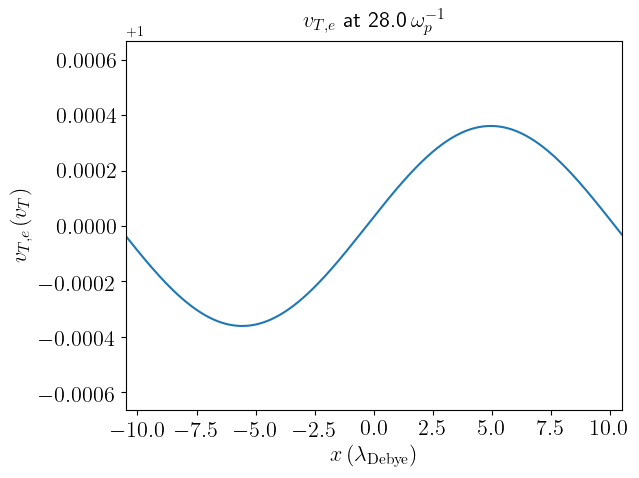 v_{T,e} at 28.0 ω_p^{-1}
+1
0.0006
0.0004
0.0002
0.0000
−0.0002
−0.0004
−0.0006
v_{T,e} (v_T)
−10.0 −7.5 −5.0 −2.5 0.0 2.5 5.0 7.5 10.0
x (λ_{Debye})